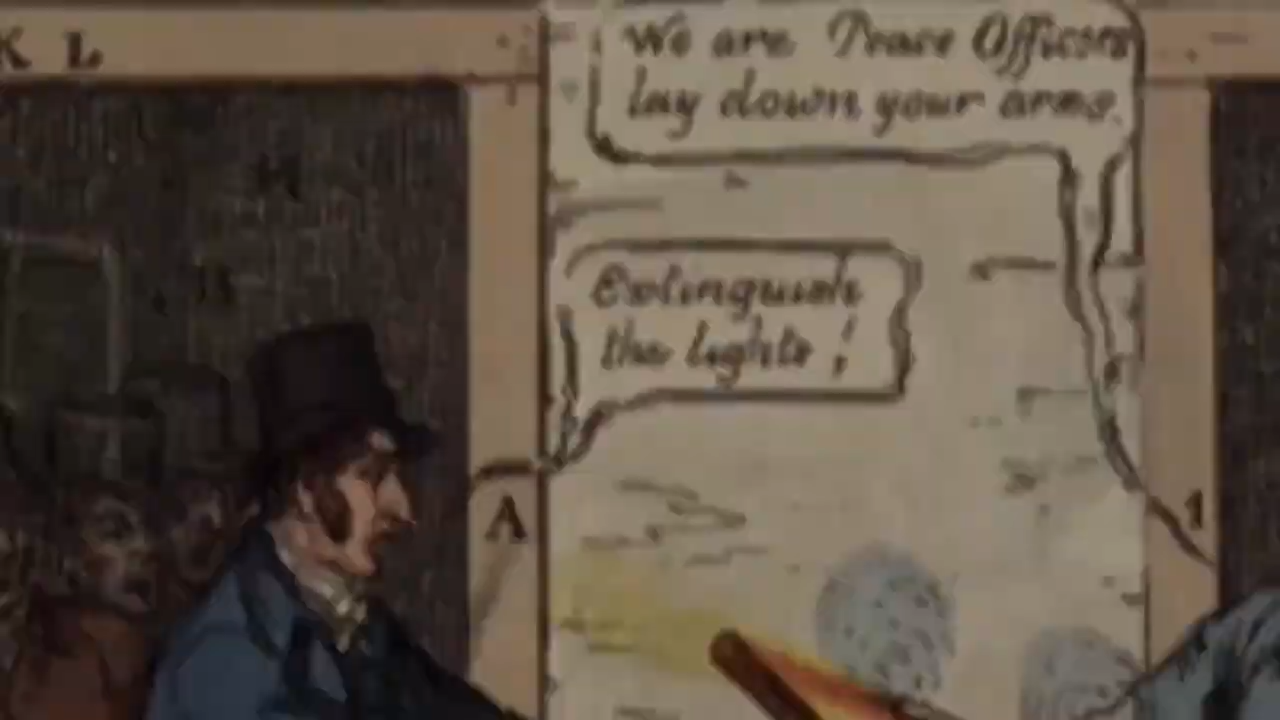 K L
We are Peace Officers
lay down your arms.
Extinguish
the lights !
A
1